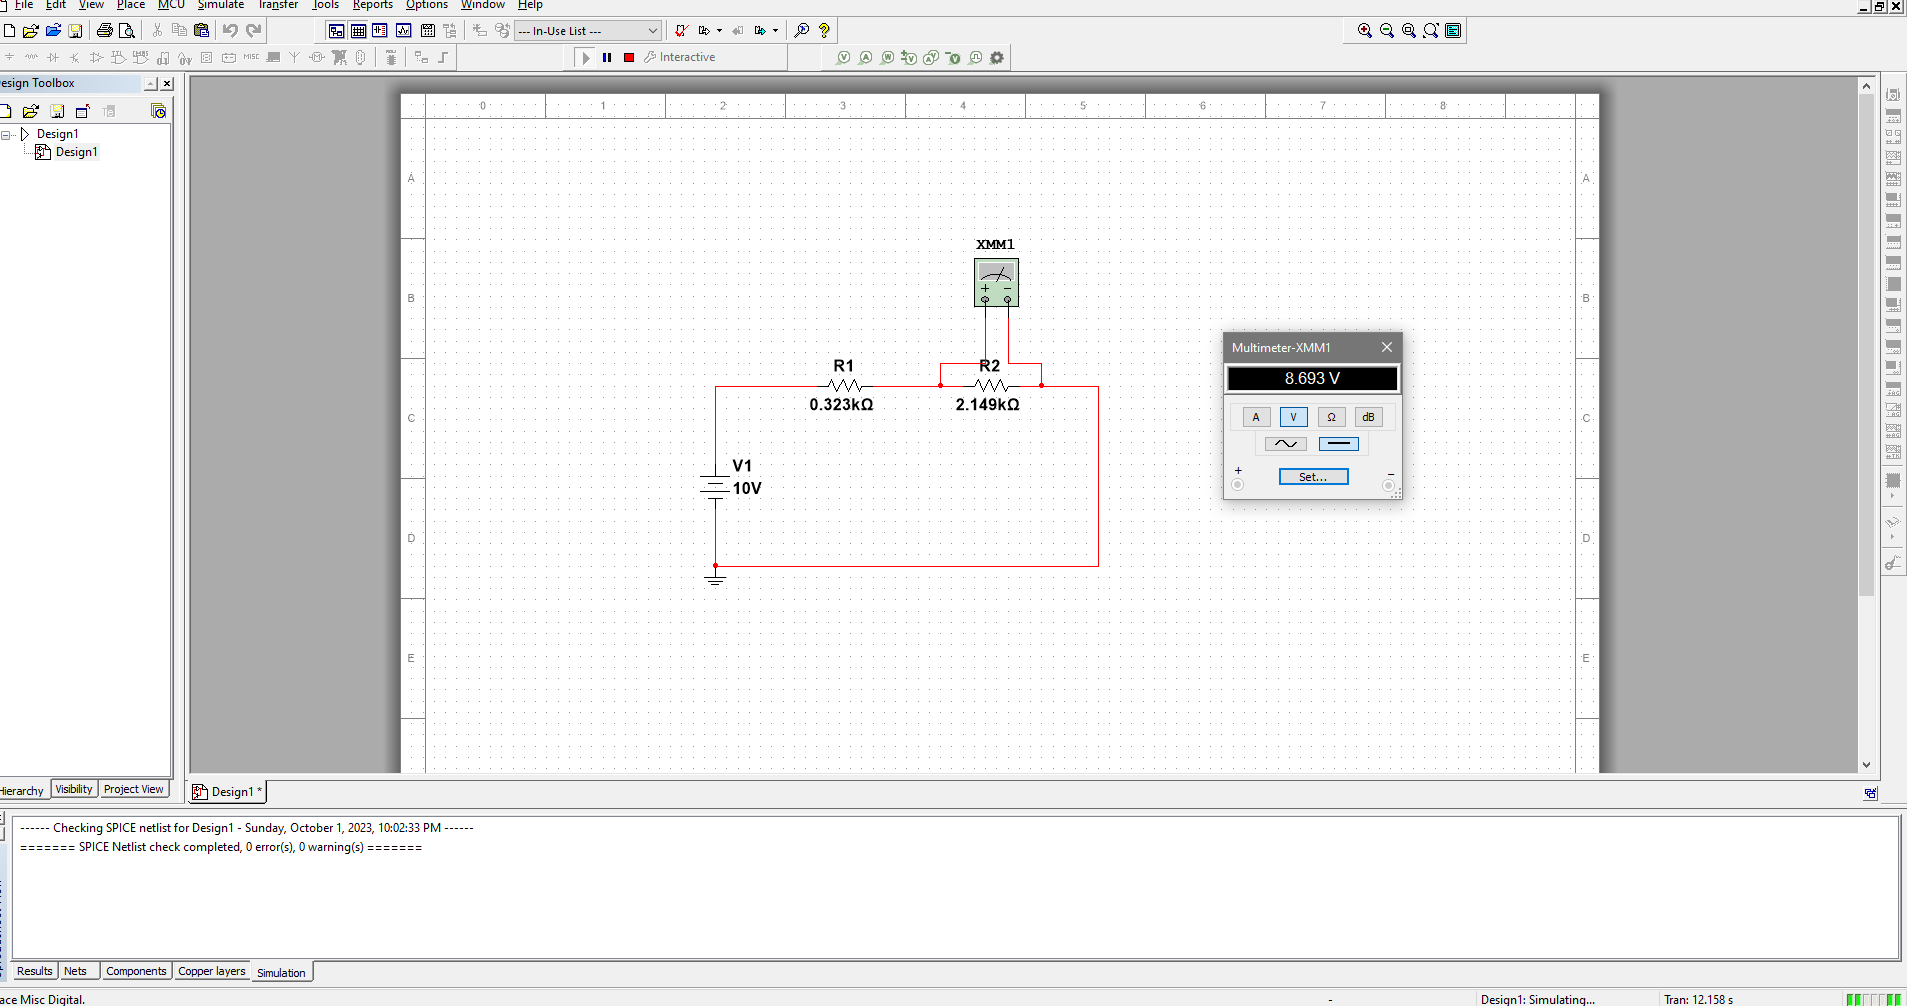 File Edit View Place MCU Simulate Transfer Tools Reports Options Window Help
--- In-Use List ---
MISC Interactive V A W V A V V
Design Toolbox
Design1
Design1
0 1 2 3 4 5 6 7 8
A A
XMM1
+ −
B B
Multimeter-XMM1
8.693 V
A V Ω dB
+ −
Set...
R1 R2
0.323kΩ 2.149kΩ
C C
V1
10V
D D
E E
Hierarchy Visibility Project View
Design1 *
------ Checking SPICE netlist for Design1 - Sunday, October 1, 2023, 10:02:33 PM ------
======= SPICE Netlist check completed, 0 error(s), 0 warning(s) =======
Results Nets Components Copper layers Simulation
ace Misc Digital. - Design1: Simulating... Tran: 12.158 s